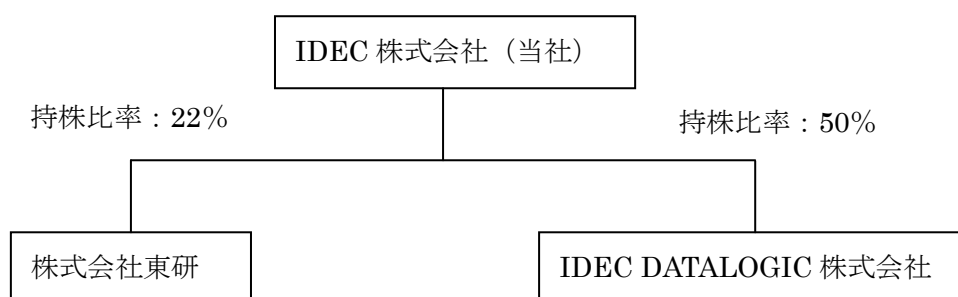 IDEC 株式会社（当社）
持株比率：22%
持株比率：50%
株式会社東研
IDEC DATALOGIC 株式会社